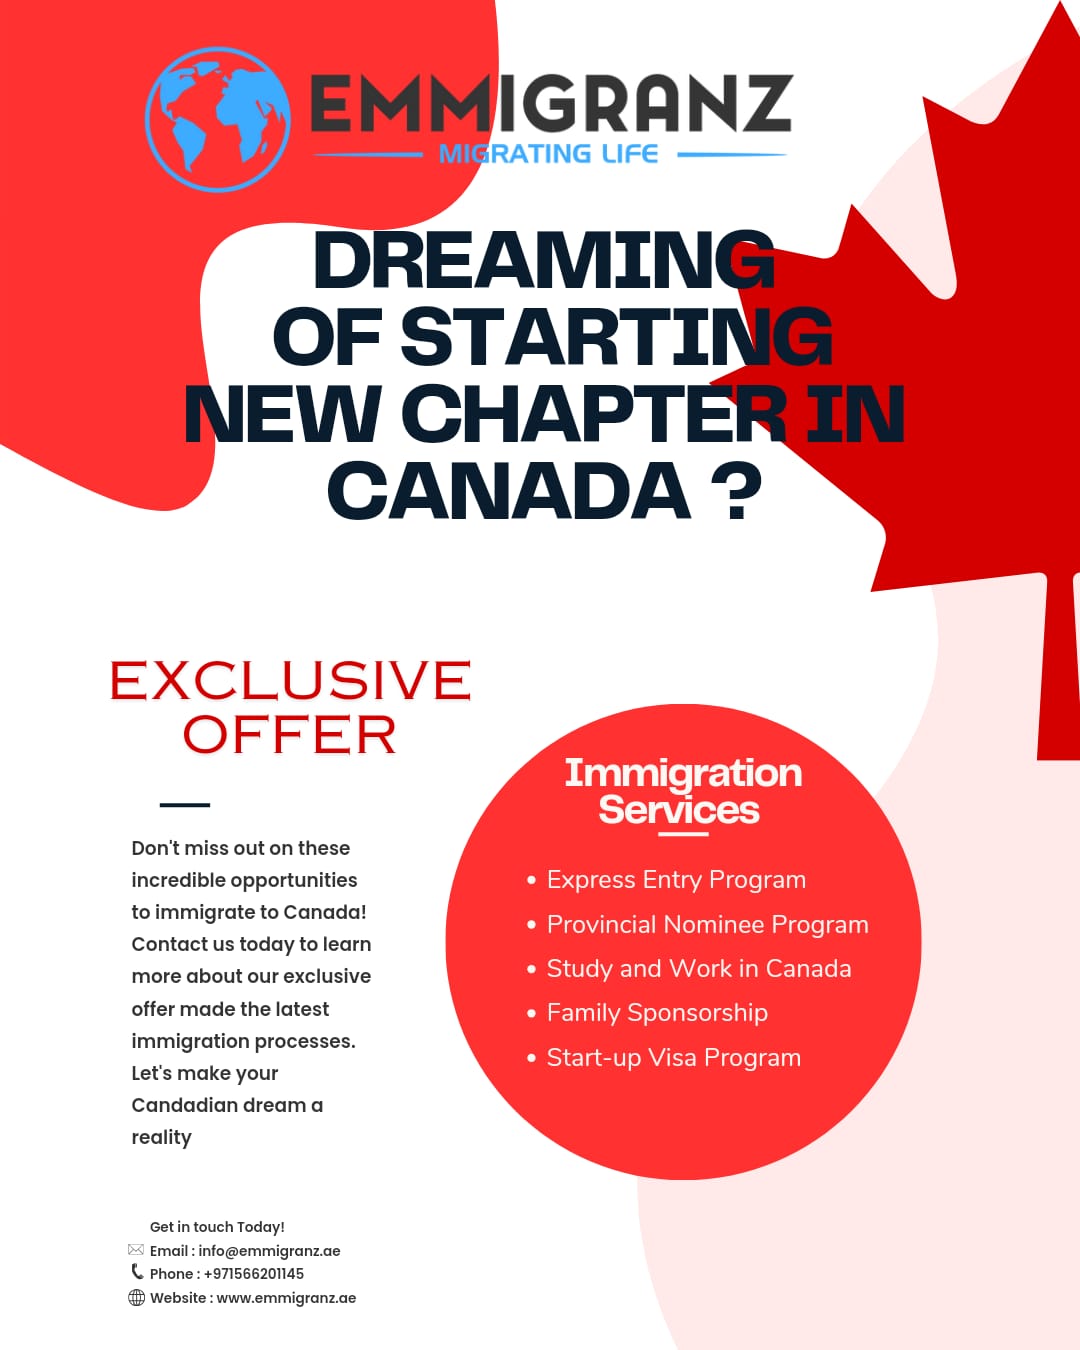 EMMIGRANZ
MIGRATING LIFE
DREAMING
OF STARTING
NEW CHAPTER IN
CANADA ?
EXCLUSIVE
OFFER
Don't miss out on these
incredible opportunities
to immigrate to Canada!
Contact us today to learn
more about our exclusive
offer made the latest
immigration processes.
Let's make your
Candadian dream a
reality
Immigration
Services
• Express Entry Program
• Provincial Nominee Program
• Study and Work in Canada
• Family Sponsorship
• Start-up Visa Program
Get in touch Today!
Email : info@emmigranz.ae
Phone : +971566201145
Website : www.emmigranz.ae